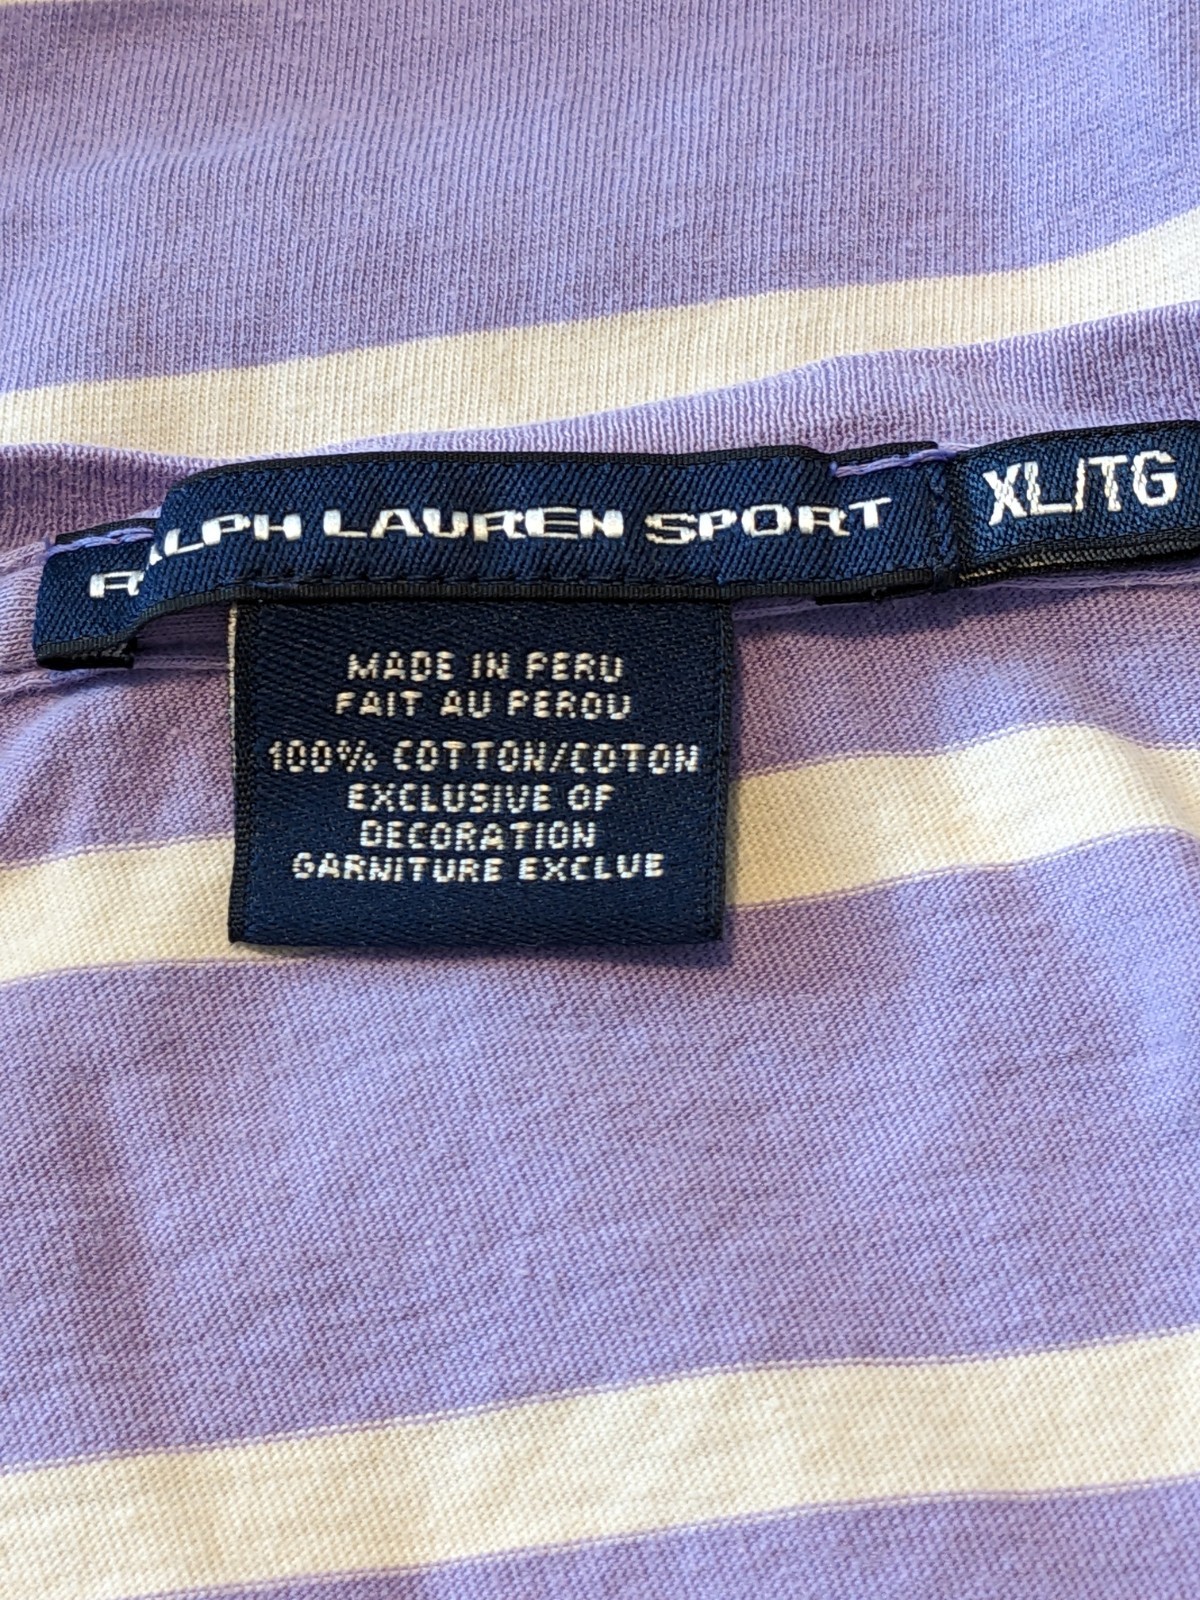 RALPH LAUREN SPORT
XL/TG
MADE IN PERU
FAIT AU PEROU
100% COTTON/COTON
EXCLUSIVE OF
DECORATION
GARNITURE EXCLUE